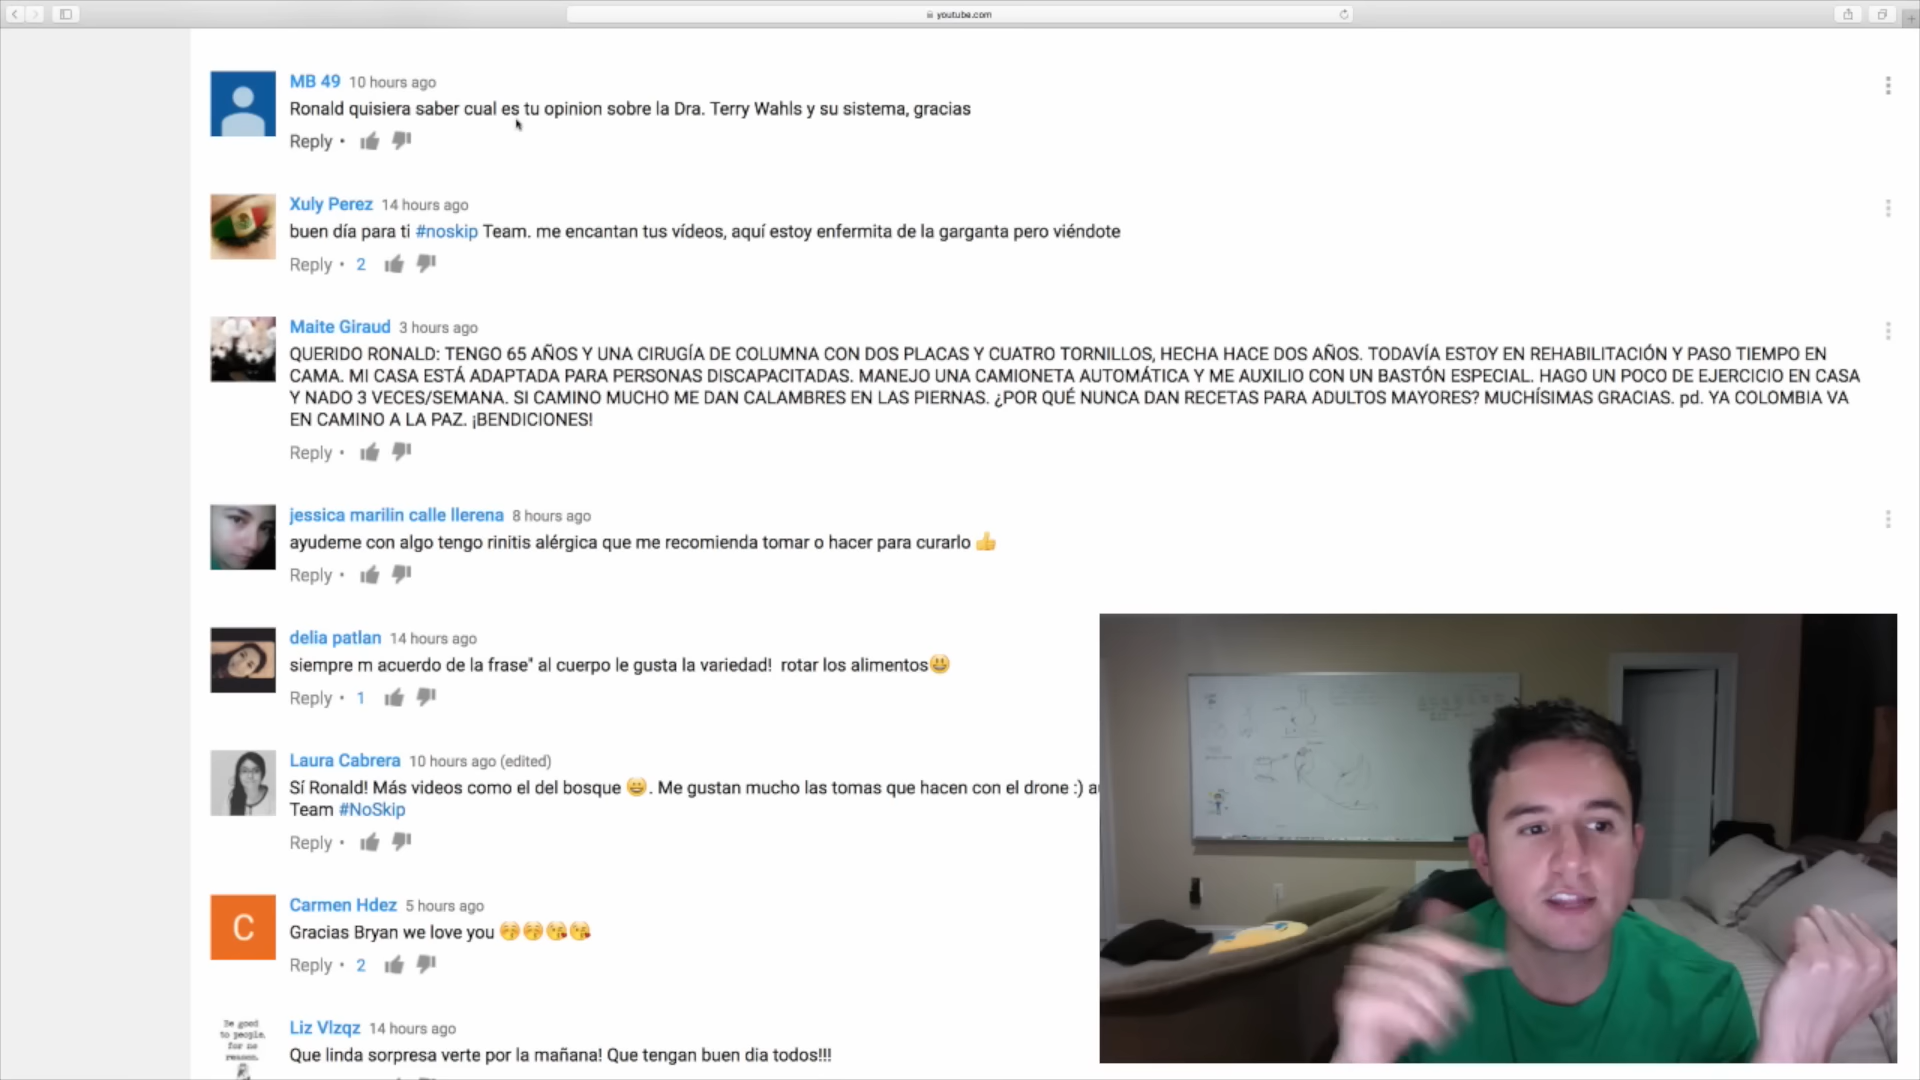 youtube.com
MB 49 10 hours ago
Ronald quisiera saber cual es tu opinion sobre la Dra. Terry Wahls y su sistema, gracias
Reply •
Xuly Perez 14 hours ago
buen día para ti #noskip Team. me encantan tus vídeos, aquí estoy enfermita de la garganta pero viéndote
Reply • 2
Maite Giraud 3 hours ago
QUERIDO RONALD: TENGO 65 AÑOS Y UNA CIRUGÍA DE COLUMNA CON DOS PLACAS Y CUATRO TORNILLOS, HECHA HACE DOS AÑOS. TODAVÍA ESTOY EN REHABILITACIÓN Y PASO TIEMPO EN
CAMA. MI CASA ESTÁ ADAPTADA PARA PERSONAS DISCAPACITADAS. MANEJO UNA CAMIONETA AUTOMÁTICA Y ME AUXILIO CON UN BASTÓN ESPECIAL. HAGO UN POCO DE EJERCICIO EN CASA
Y NADO 3 VECES/SEMANA. SI CAMINO MUCHO ME DAN CALAMBRES EN LAS PIERNAS. ¿POR QUÉ NUNCA DAN RECETAS PARA ADULTOS MAYORES? MUCHÍSIMAS GRACIAS. pd. YA COLOMBIA VA
EN CAMINO A LA PAZ. ¡BENDICIONES!
Reply •
jessica marilin calle llerena 8 hours ago
ayudeme con algo tengo rinitis alérgica que me recomienda tomar o hacer para curarlo 👍
Reply •
delia patlan 14 hours ago
siempre m acuerdo de la frase" al cuerpo le gusta la variedad! rotar los alimentos😀
Reply • 1
Laura Cabrera 10 hours ago (edited)
Sí Ronald! Más videos como el del bosque 😀. Me gustan mucho las tomas que hacen con el drone :)
Team #NoSkip
Reply •
Carmen Hdez 5 hours ago
Gracias Bryan we love you 😚😚😘😘
Reply • 2
C
Be good
to people
for no
reason.
Liz Vlzqz 14 hours ago
Que linda sorpresa verte por la mañana! Que tengan buen dia todos!!!